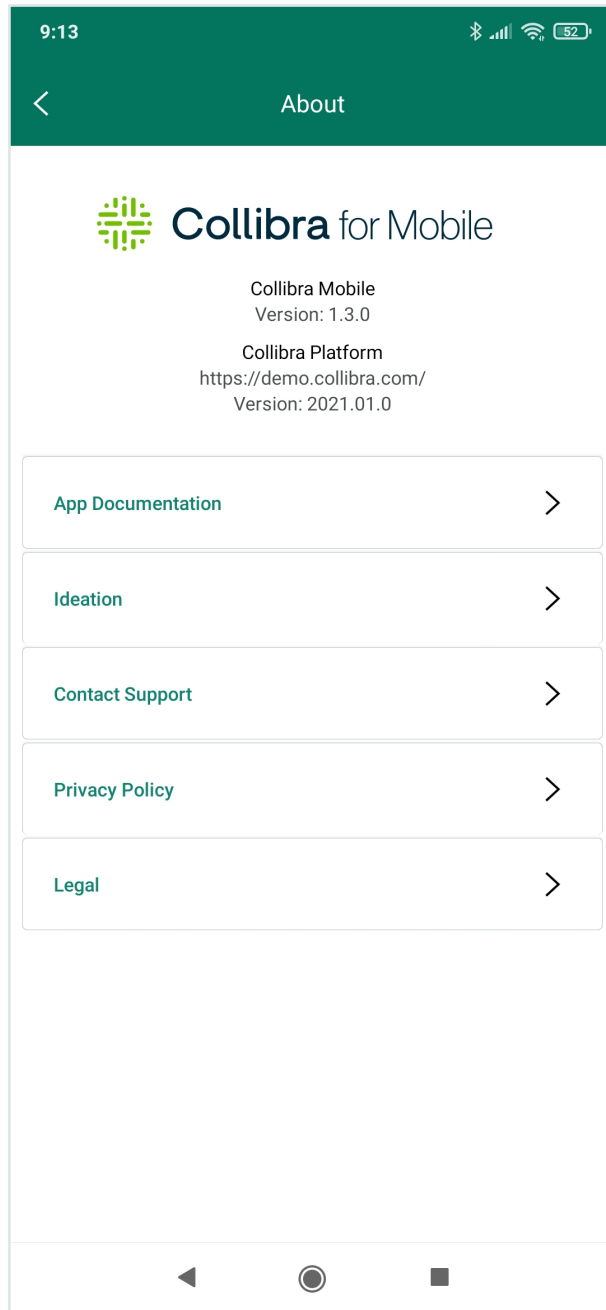 9:13
52
About
Collibra for Mobile
Collibra Mobile
Version: 1.3.0
Collibra Platform
https://demo.collibra.com/
Version: 2021.01.0
App Documentation
Ideation
Contact Support
Privacy Policy
Legal